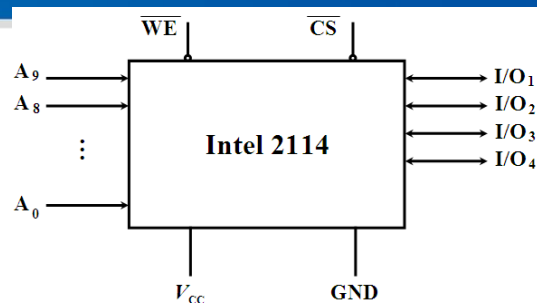 WE CS
A9 I/O1
A8 I/O2
⋮ Intel 2114 I/O3
I/O4
A0
VCC GND